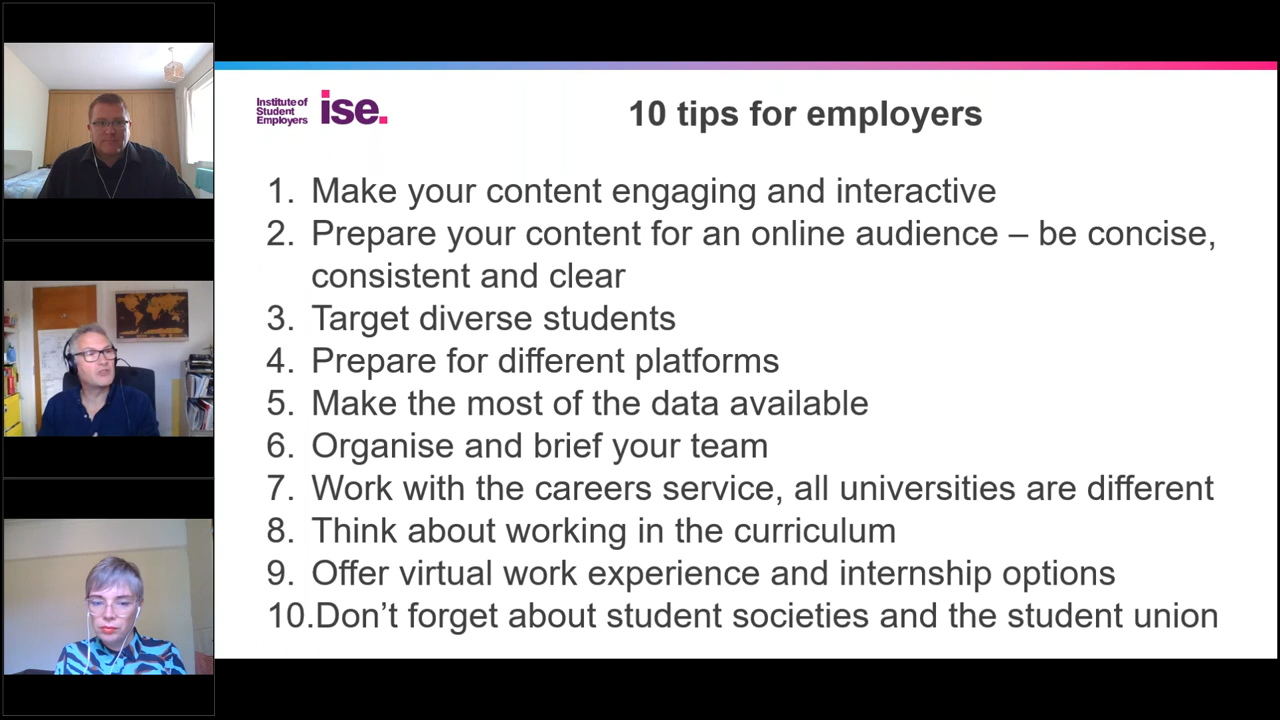 Institute of
Student
Employers
ise.
10 tips for employers
1. Make your content engaging and interactive
2. Prepare your content for an online audience – be concise,
consistent and clear
3. Target diverse students
4. Prepare for different platforms
5. Make the most of the data available
6. Organise and brief your team
7. Work with the careers service, all universities are different
8. Think about working in the curriculum
9. Offer virtual work experience and internship options
10.Don’t forget about student societies and the student union